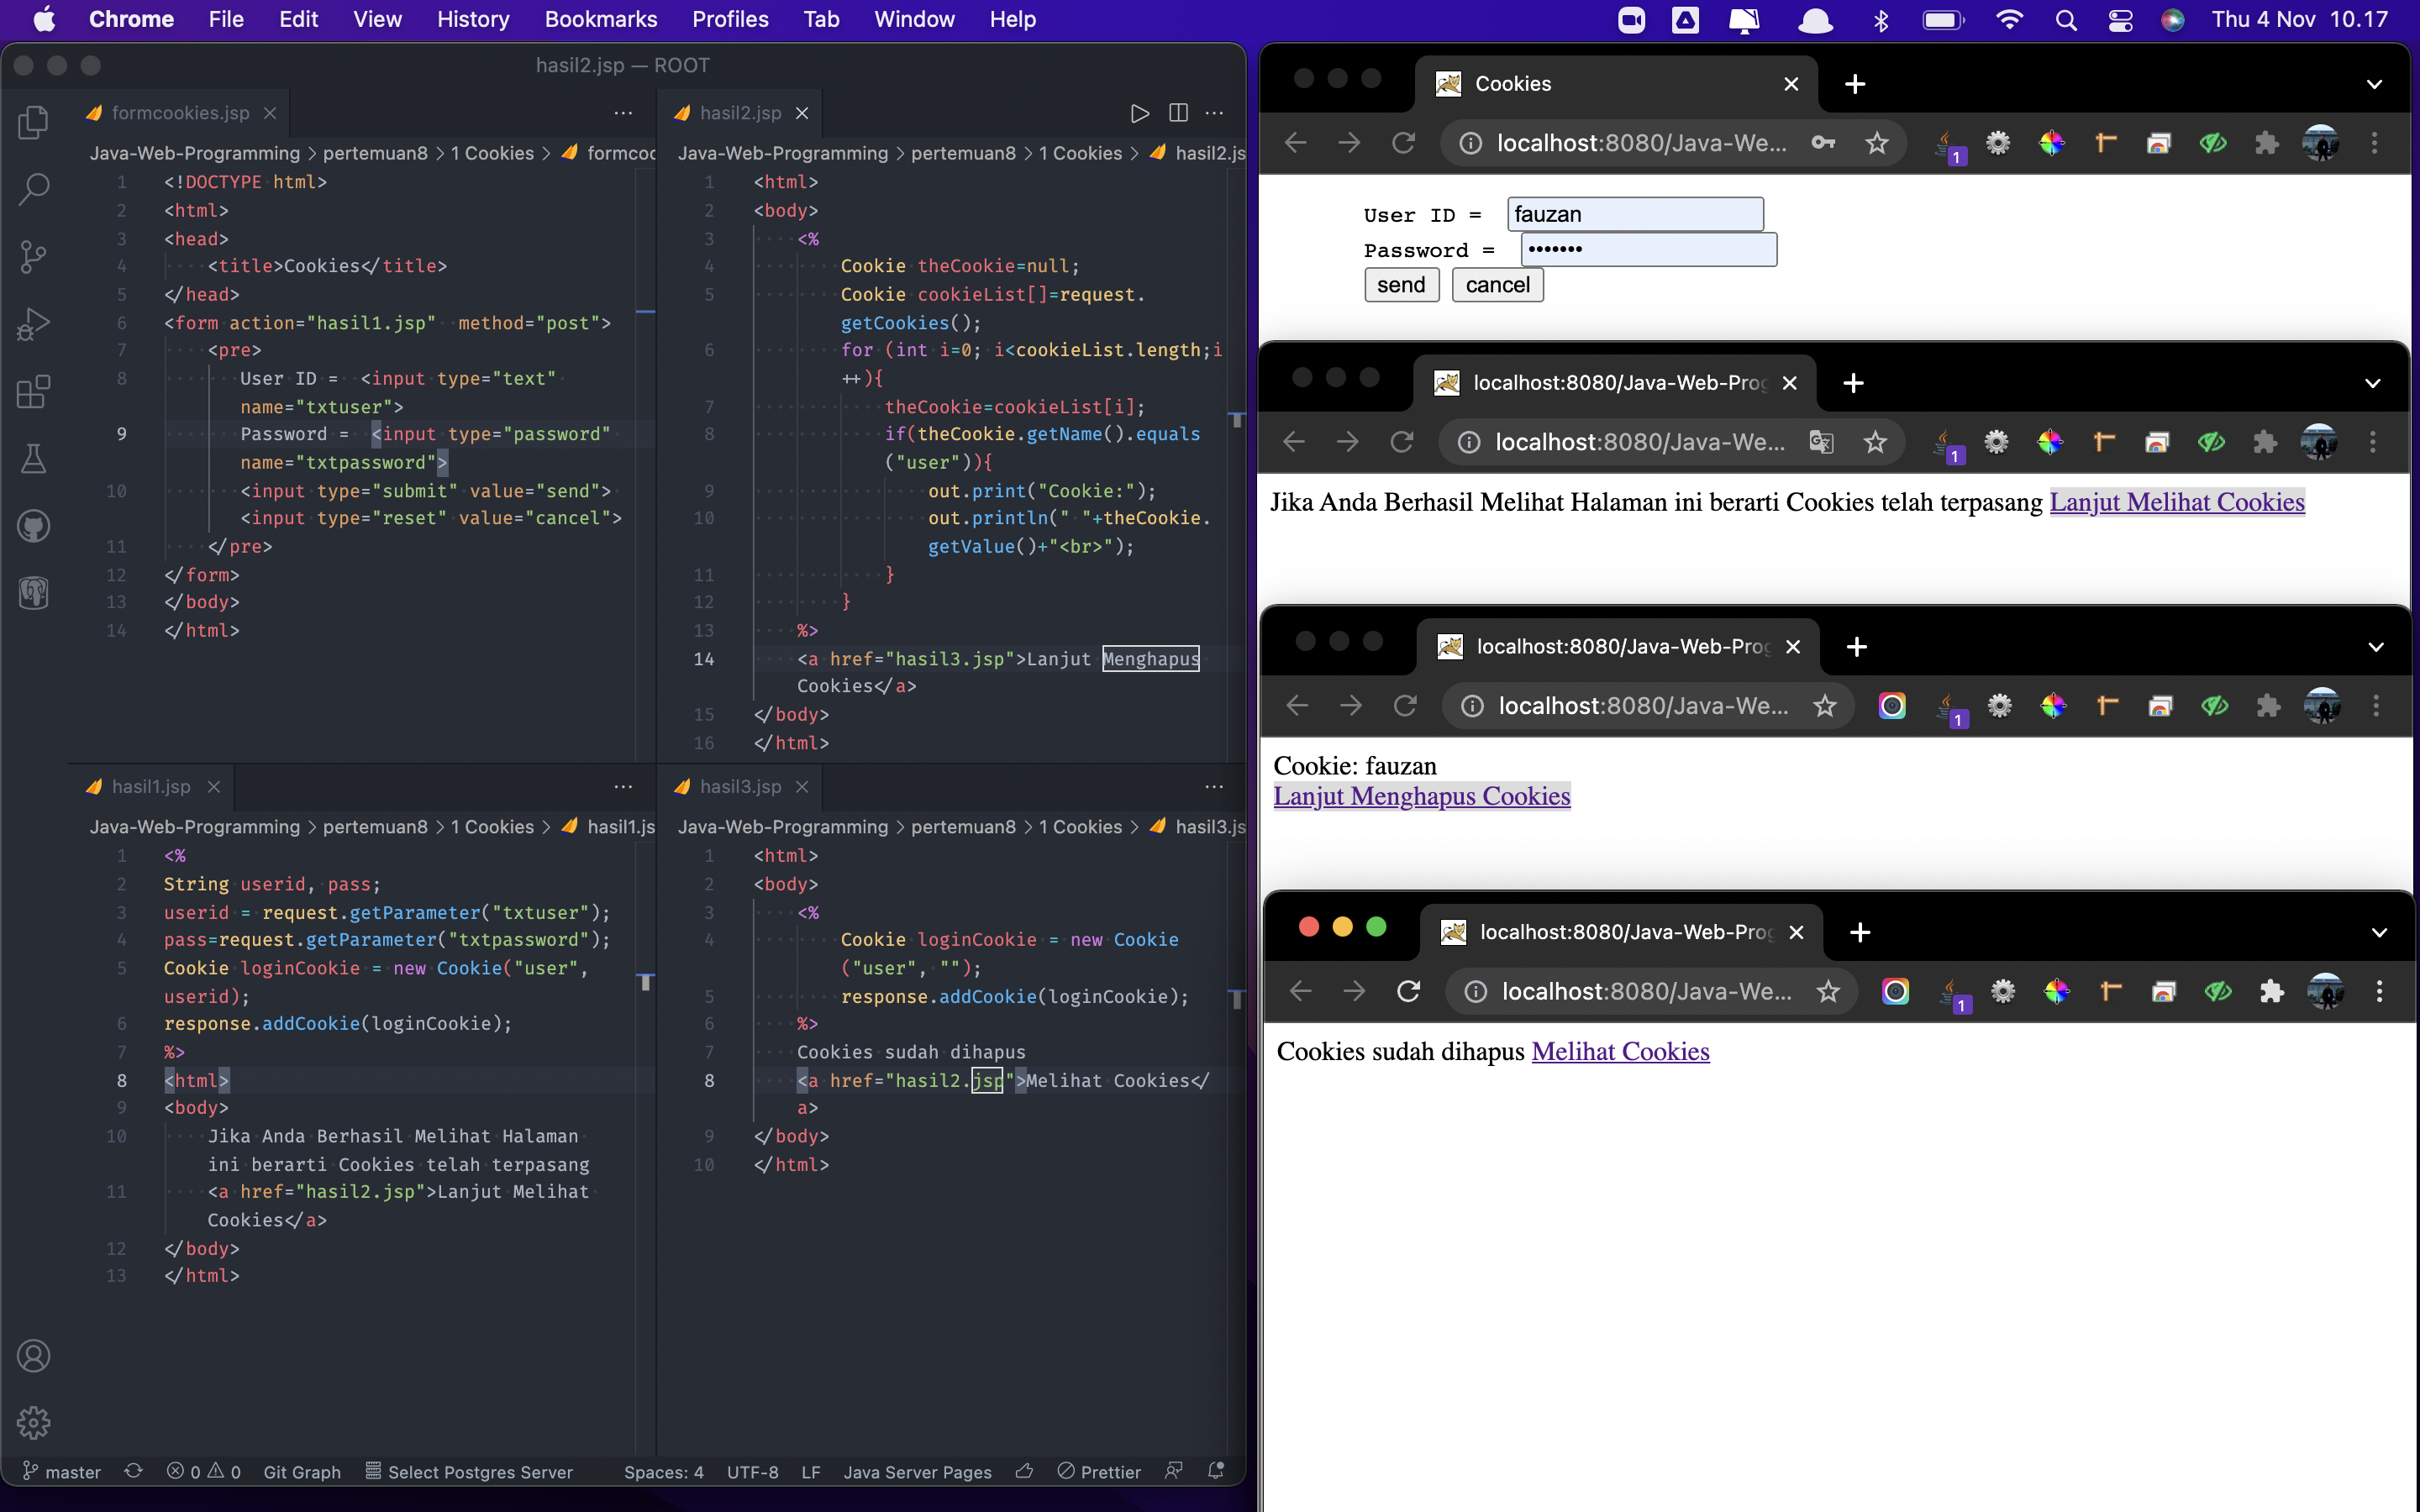 Chrome File Edit View History Bookmarks Profiles Tab Window Help
Thu 4 Nov 10.17
hasil2.jsp — ROOT
formcookies.jsp
Java-Web-Programming > pertemuan8 > 1 Cookies > formcoo
1 <!DOCTYPE html>
2 <html>
3 <head>
4 <title>Cookies</title>
5 </head>
6 <form action="hasil1.jsp" method="post">
7 <pre>
8 User ID = <input type="text"
name="txtuser">
9 Password = <input type="password"
name="txtpassword">
10 <input type="submit" value="send">
<input type="reset" value="cancel">
11 </pre>
12 </form>
13 </body>
14 </html>
hasil2.jsp
Java-Web-Programming > pertemuan8 > 1 Cookies > hasil2.js
1 <html>
2 <body>
3 <%
4 Cookie theCookie=null;
5 Cookie cookieList[]=request.
getCookies();
6 for (int i=0; i<cookieList.length;i
++){
7 theCookie=cookieList[i];
8 if(theCookie.getName().equals
("user")){
9 out.print("Cookie:");
10 out.println(" "+theCookie.
getValue()+"<br>");
11 }
12 }
13 %>
14 <a href="hasil3.jsp">Lanjut Menghapus
Cookies</a>
15 </body>
16 </html>
hasil1.jsp
Java-Web-Programming > pertemuan8 > 1 Cookies > hasil1.js
1 <%
2 String userid, pass;
3 userid = request.getParameter("txtuser");
4 pass=request.getParameter("txtpassword");
5 Cookie loginCookie = new Cookie("user",
userid);
6 response.addCookie(loginCookie);
7 %>
8 <html>
9 <body>
10 Jika Anda Berhasil Melihat Halaman
ini berarti Cookies telah terpasang
11 <a href="hasil2.jsp">Lanjut Melihat
Cookies</a>
12 </body>
13 </html>
hasil3.jsp
Java-Web-Programming > pertemuan8 > 1 Cookies > hasil3.js
1 <html>
2 <body>
3 <%
4 Cookie loginCookie = new Cookie
("user", "");
5 response.addCookie(loginCookie);
6 %>
7 Cookies sudah dihapus
8 <a href="hasil2.jsp">Melihat Cookies</
a>
9 </body>
10 </html>
master 0 0 Git Graph Select Postgres Server Spaces: 4 UTF-8 LF Java Server Pages Prettier
Cookies
localhost:8080/Java-We...
1
User ID = fauzan
Password = •••••••
send cancel
localhost:8080/Java-Web-Prog
localhost:8080/Java-We...
1
Jika Anda Berhasil Melihat Halaman ini berarti Cookies telah terpasang Lanjut Melihat Cookies
localhost:8080/Java-Web-Prog
localhost:8080/Java-We...
1
Cookie: fauzan
Lanjut Menghapus Cookies
localhost:8080/Java-Web-Prog
localhost:8080/Java-We...
1
Cookies sudah dihapus Melihat Cookies